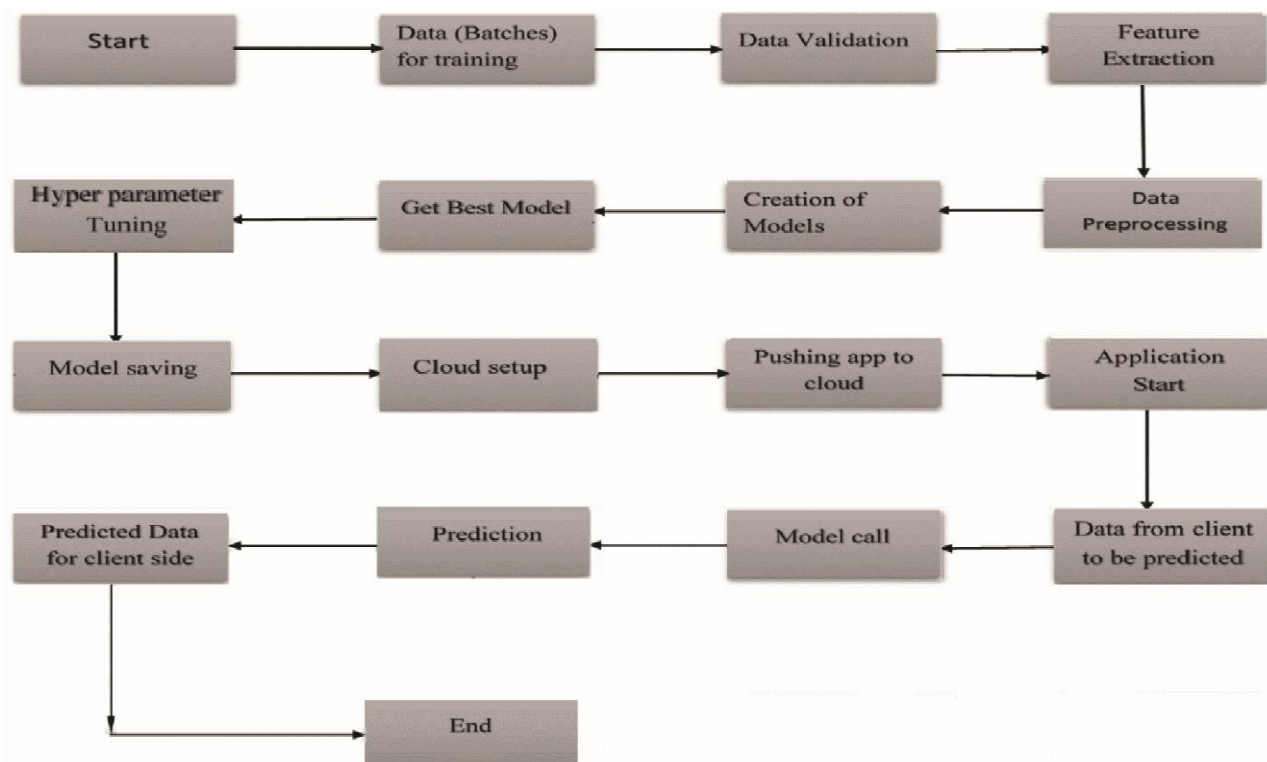 Start
Data (Batches)
for training
Data Validation
Feature
Extraction
Data
Preprocessing
Creation of
Models
Get Best Model
Hyper parameter
Tuning
Model saving
Cloud setup
Pushing app to
cloud
Application
Start
Data from client
to be predicted
Model call
Prediction
Predicted Data
for client side
End